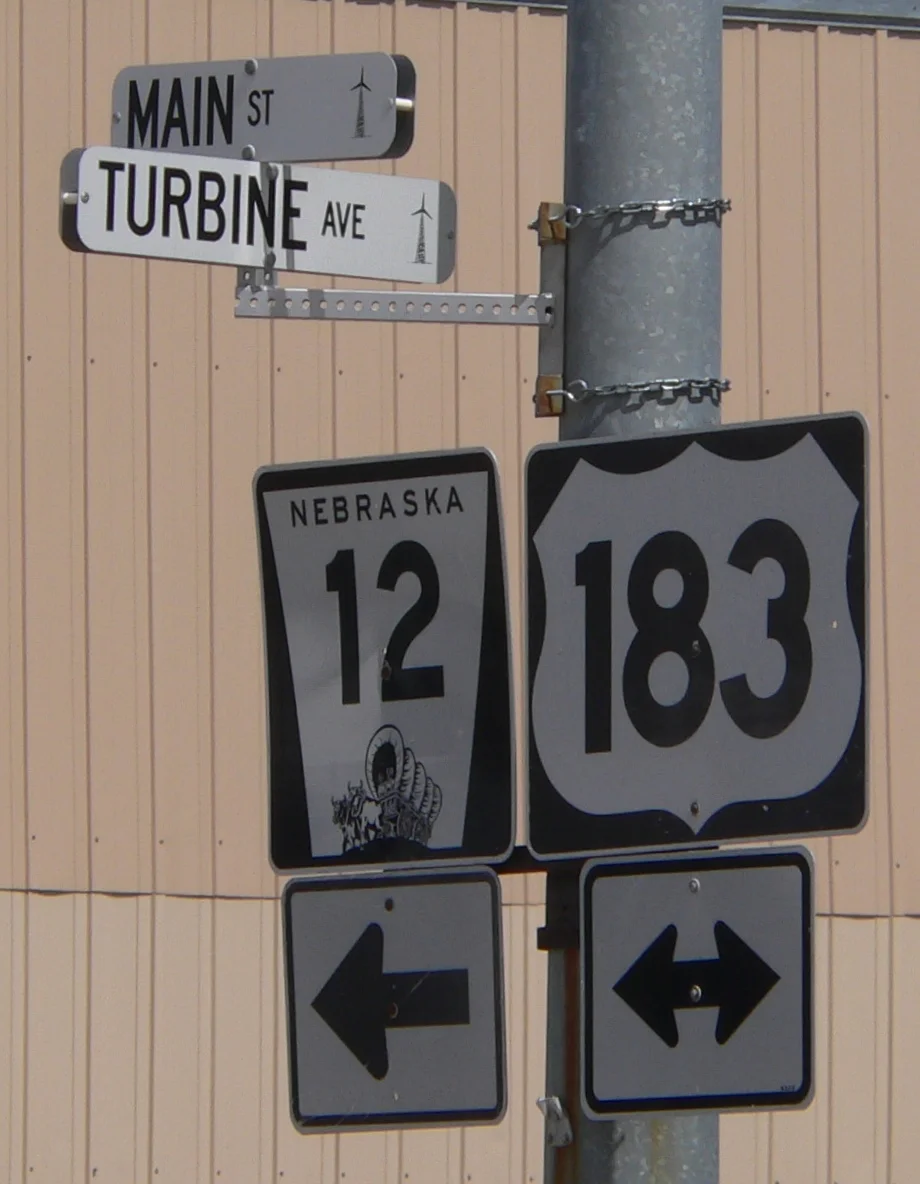 MAIN ST
TURBINE AVE
NEBRASKA
12
183